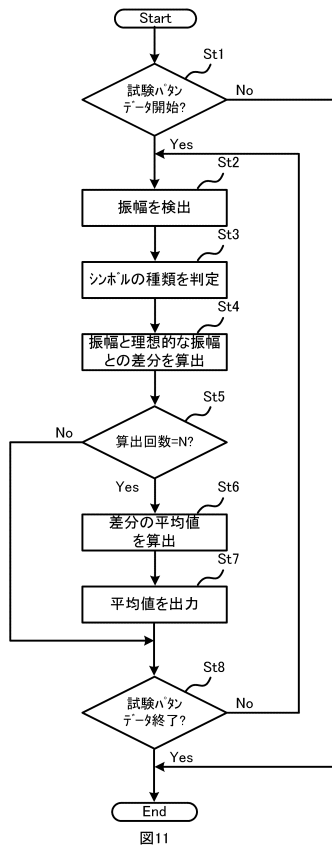 Start
St1
試験ﾊﾟﾀﾝ
ﾃﾞｰﾀ開始?
No
Yes
St2
振幅を検出
St3
ｼﾝﾎﾞﾙの種類を判定
St4
振幅と理想的な振幅
との差分を算出
St5
No
算出回数=N?
Yes
St6
差分の平均値
を算出
St7
平均値を出力
St8
試験ﾊﾟﾀﾝ
ﾃﾞｰﾀ終了?
No
Yes
End
図11